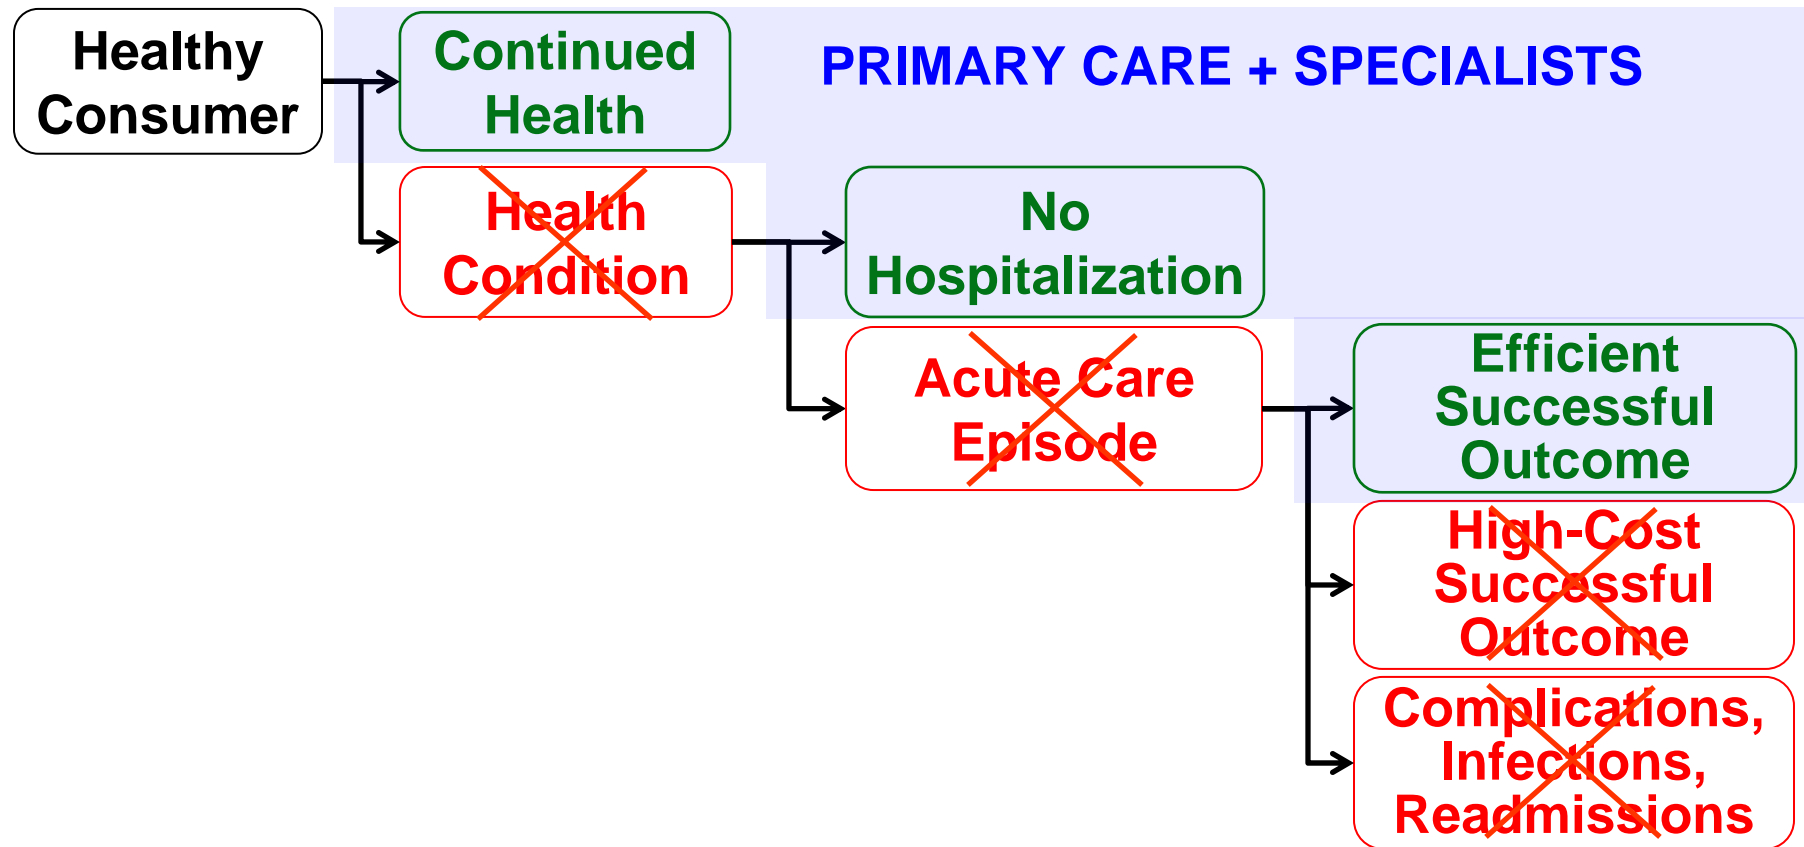 Healthy
Consumer
Continued
Health
PRIMARY CARE + SPECIALISTS
Health
Condition
No
Hospitalization
Acute Care
Episode
Efficient
Successful
Outcome
High-Cost
Successful
Outcome
Complications,
Infections,
Readmissions